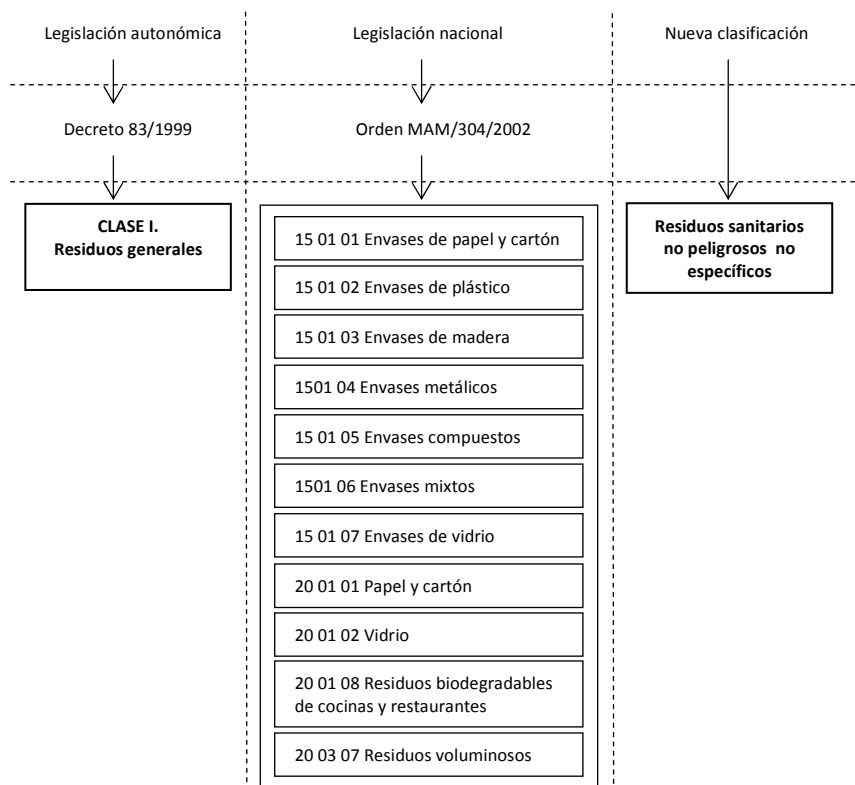 Legislación autonómica
Legislación nacional
Nueva clasificación
Decreto 83/1999
Orden MAM/304/2002
CLASE I.
Residuos generales
15 01 01 Envases de papel y cartón
15 01 02 Envases de plástico
15 01 03 Envases de madera
1501 04 Envases metálicos
15 01 05 Envases compuestos
1501 06 Envases mixtos
15 01 07 Envases de vidrio
20 01 01 Papel y cartón
20 01 02 Vidrio
20 01 08 Residuos biodegradables
de cocinas y restaurantes
20 03 07 Residuos voluminosos
Residuos sanitarios
no peligrosos no
específicos